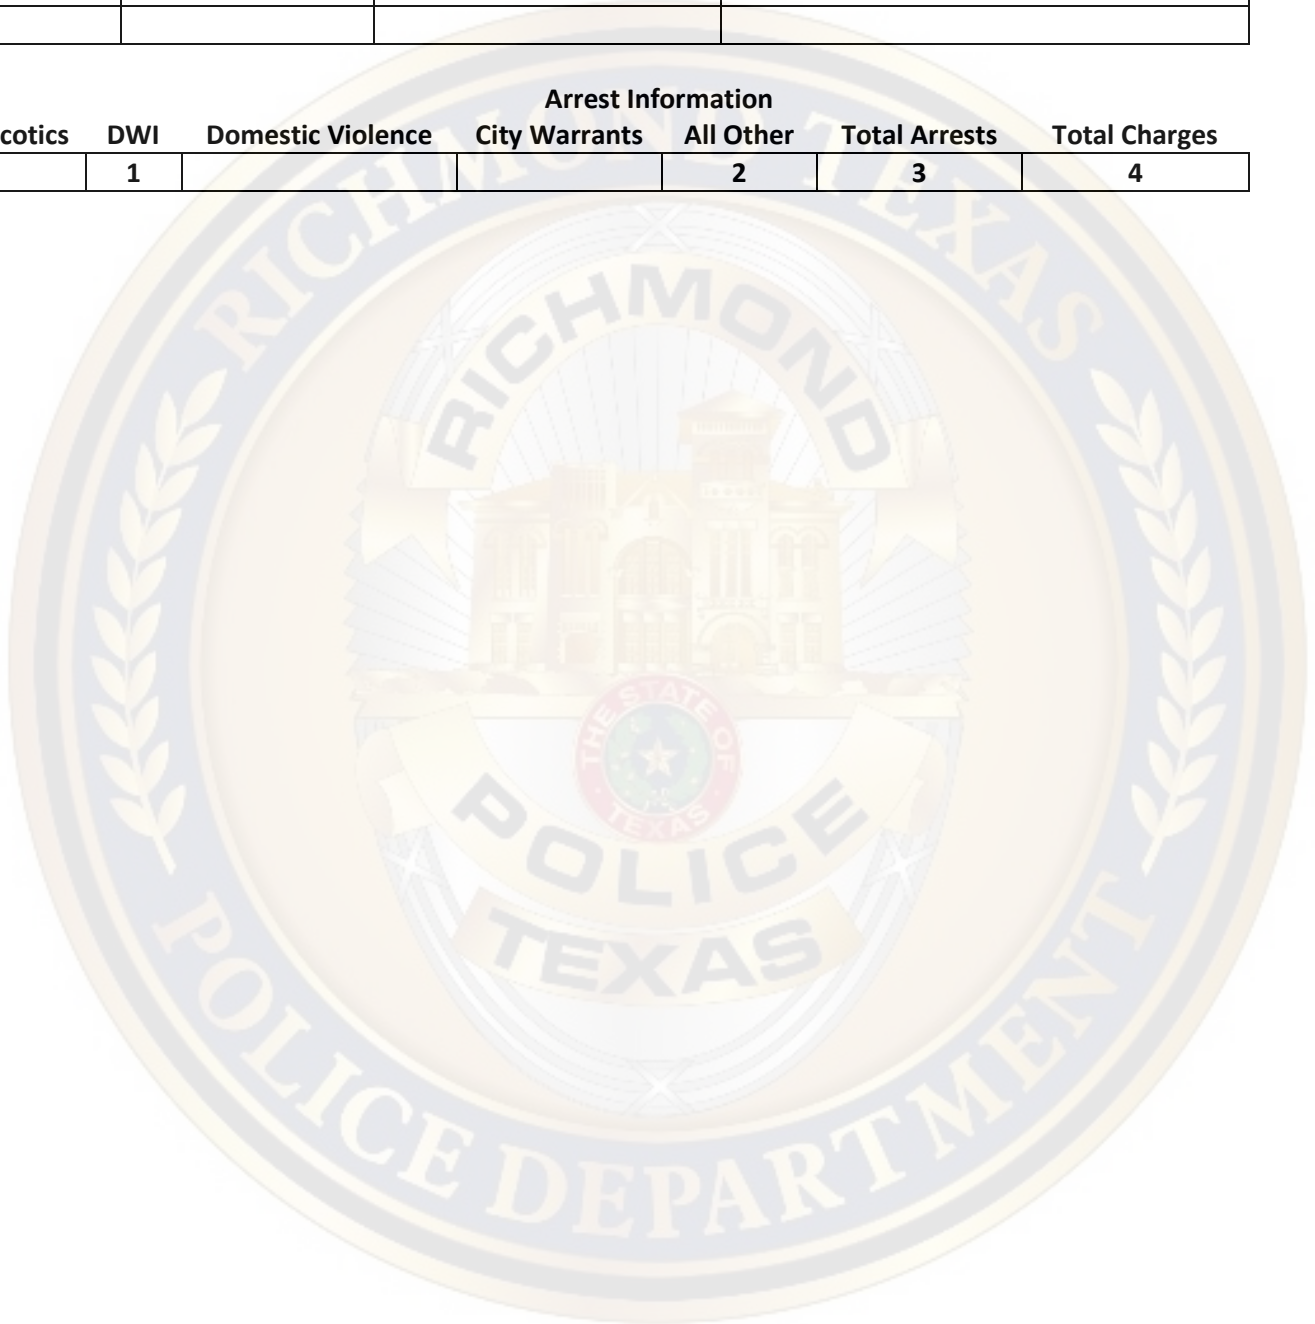 Arrest Information
cotics DWI Domestic Violence City Warrants All Other Total Arrests Total Charges
1 2 3 4
RICHMOND TEXAS
RICHMOND
THE STATE OF
TEXAS
POLICE
TEXAS
POLICE DEPARTMENT